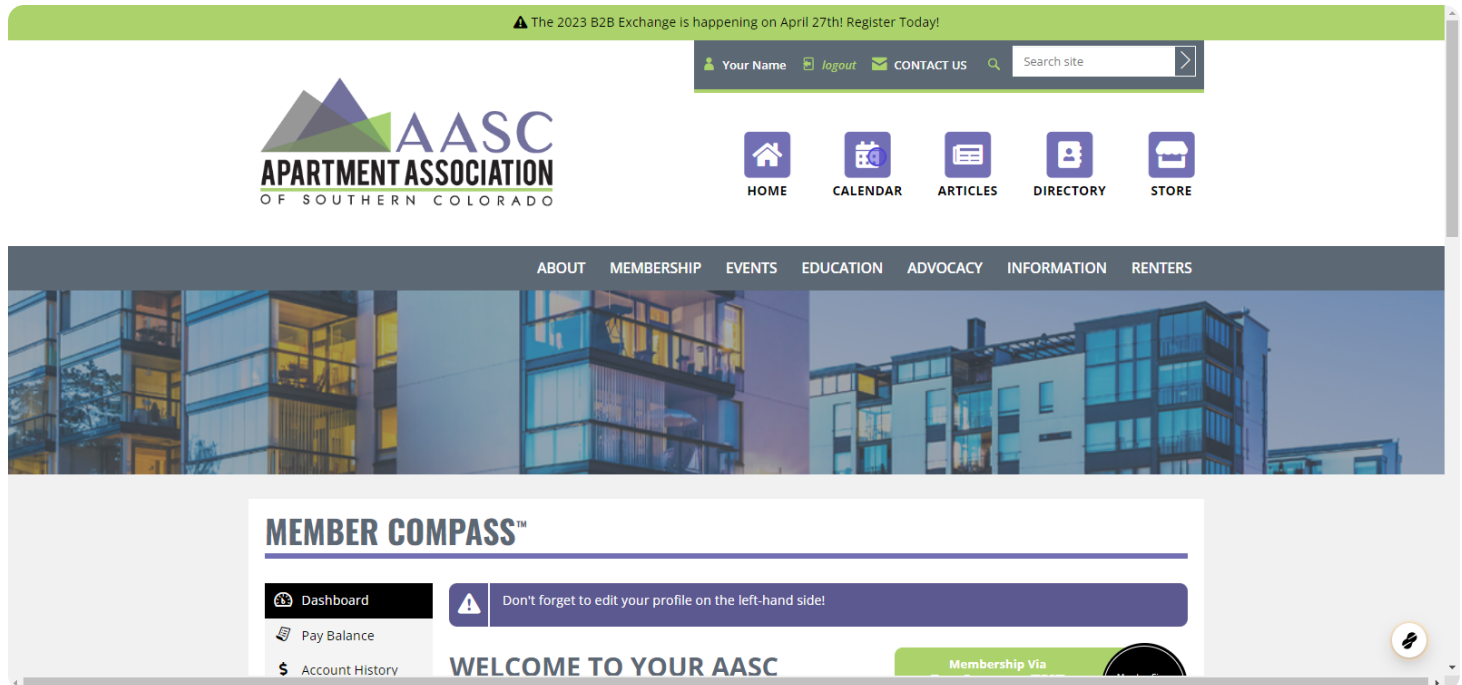 The 2023 B2B Exchange is happening on April 27th! Register Today!
Your Name logout CONTACT US Search site
AASC
APARTMENT ASSOCIATION
OF SOUTHERN COLORADO
HOME CALENDAR ARTICLES DIRECTORY STORE
ABOUT MEMBERSHIP EVENTS EDUCATION ADVOCACY INFORMATION RENTERS
MEMBER COMPASS™
Dashboard
Don't forget to edit your profile on the left-hand side!
Pay Balance
Account History
WELCOME TO YOUR AASC
Membership Via